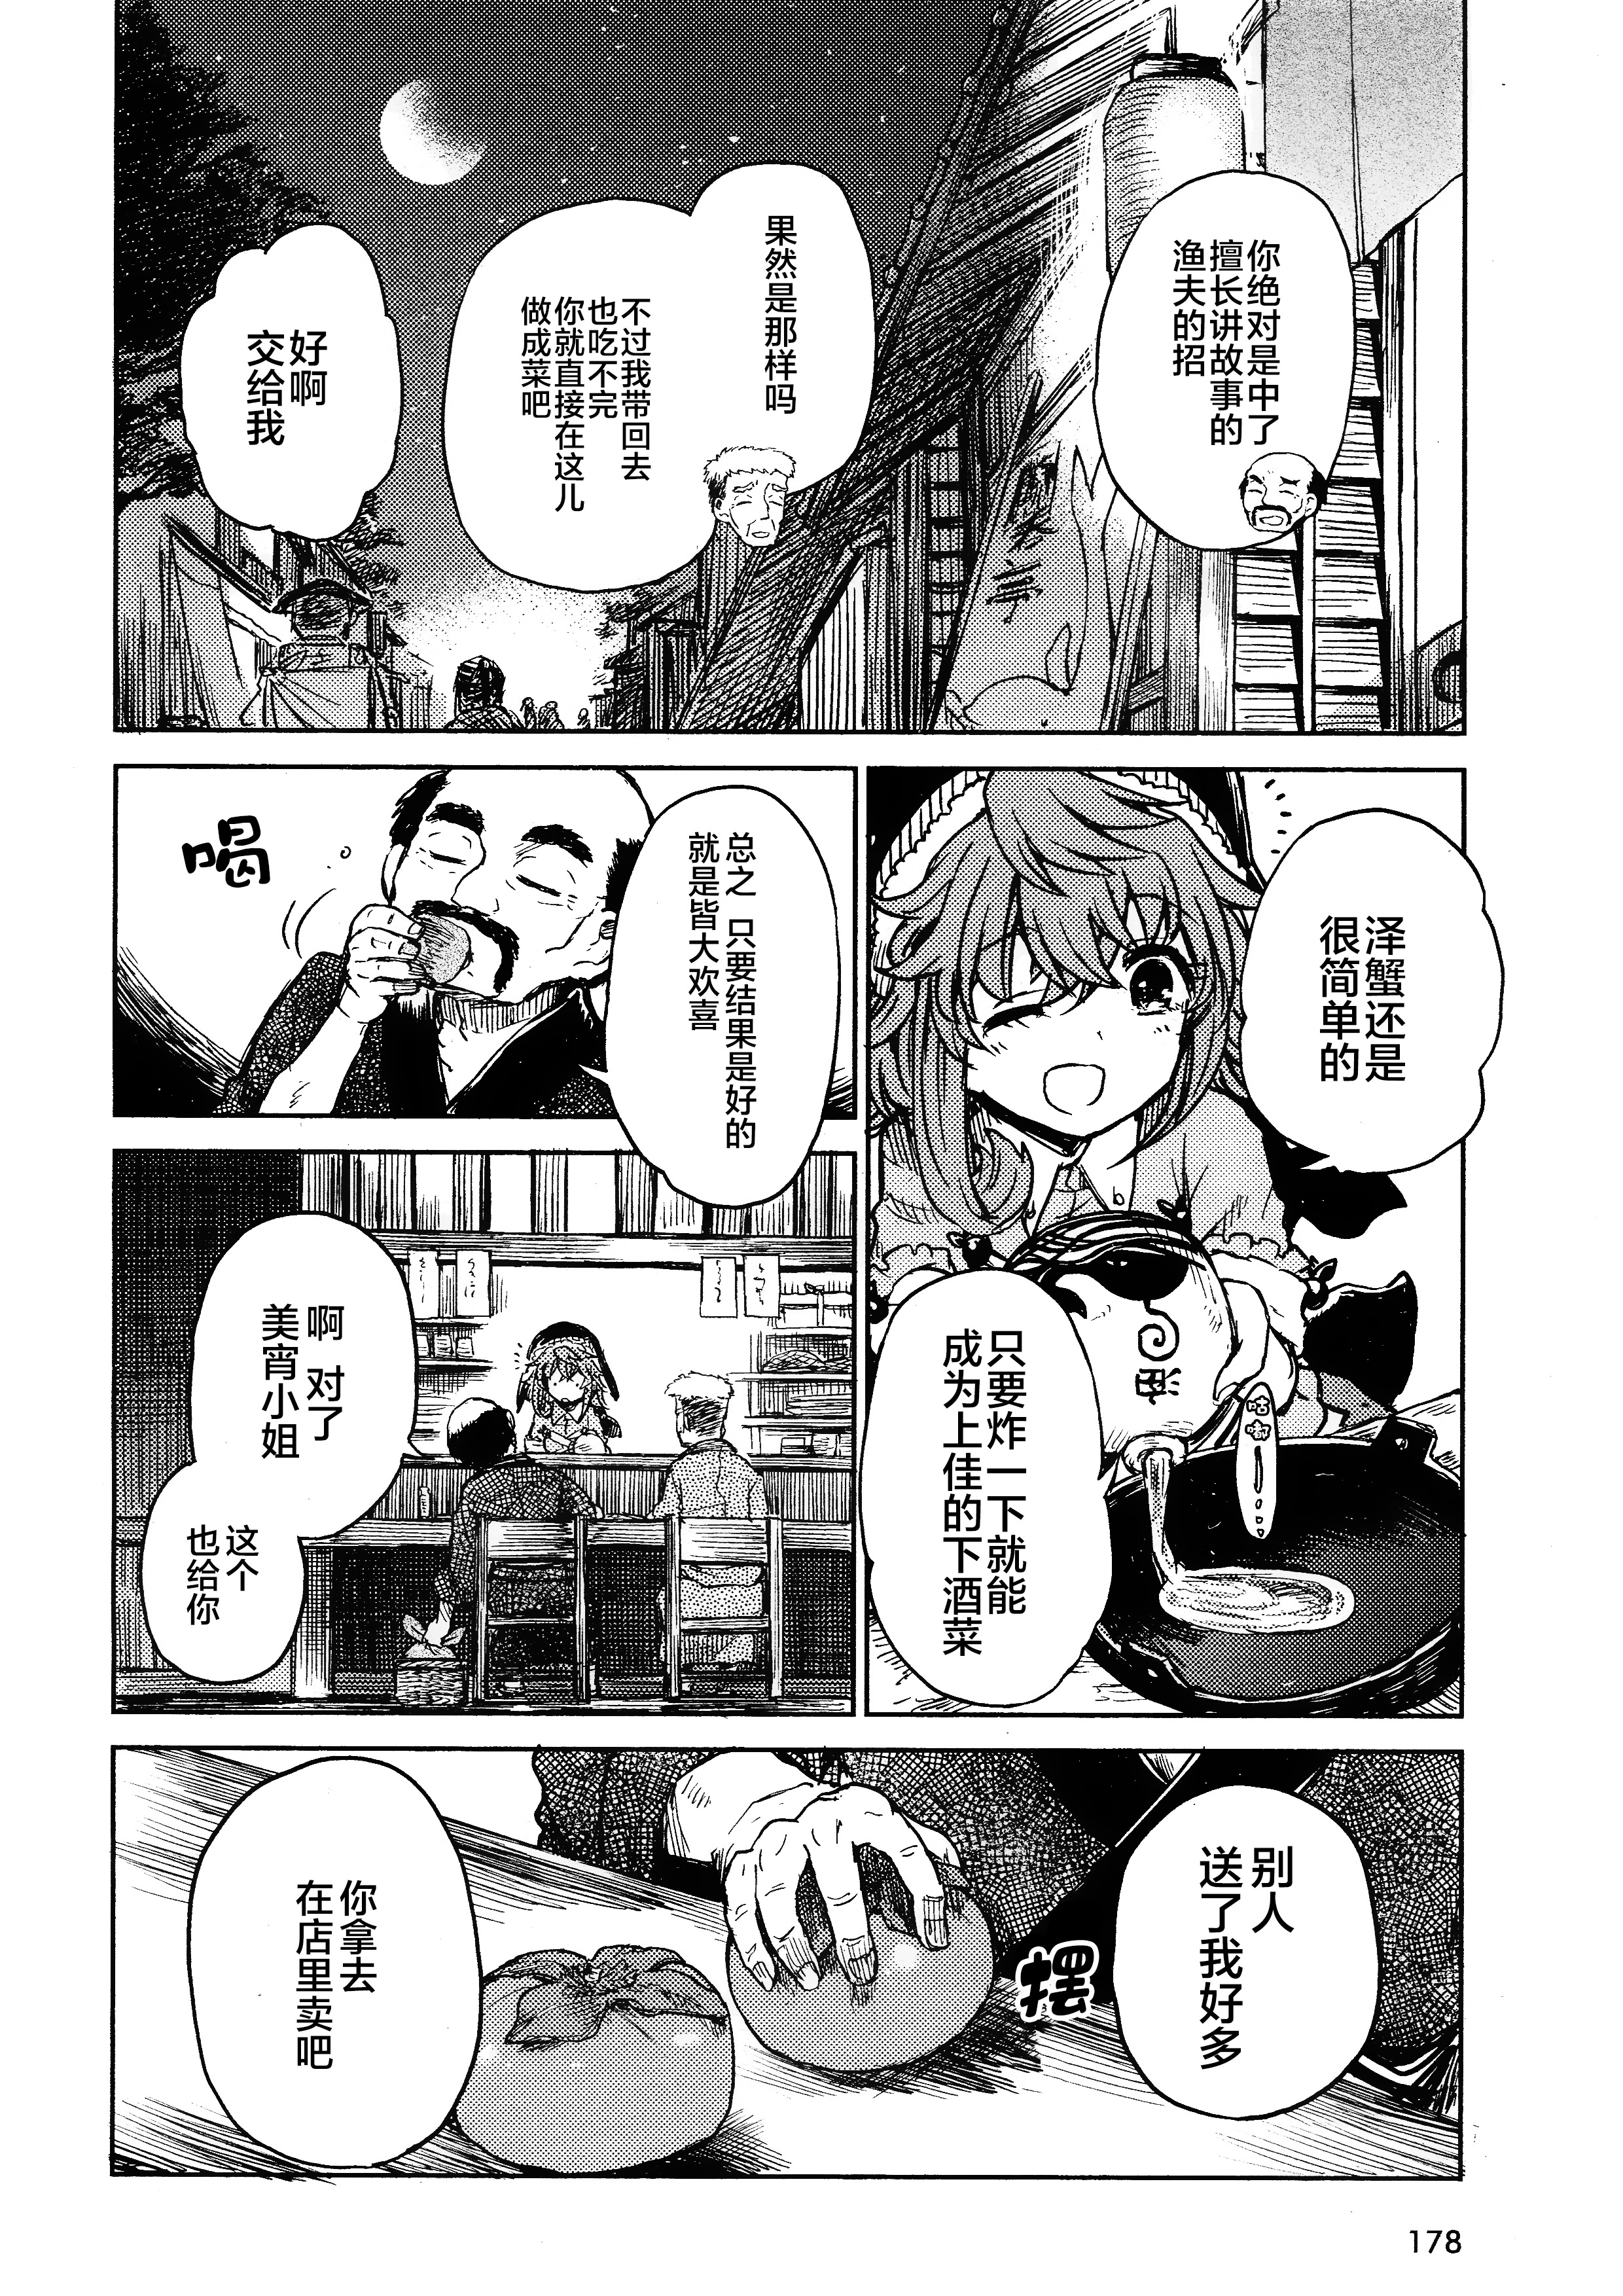 你绝对是中了
擅长讲故事的
渔夫的招
果然是那样吗
不过我带回去
也吃不完
你就直接在这儿
做成菜吧
好啊
交给我
泽蟹还是
很简单的
只要炸一下就能
成为上佳的下酒菜
总之 只要结果是好的
就是皆大欢喜
喝
啊 对了
美宵小姐
这个
也给你
别人
送了我好多
摆
你拿去
在店里卖吧
178